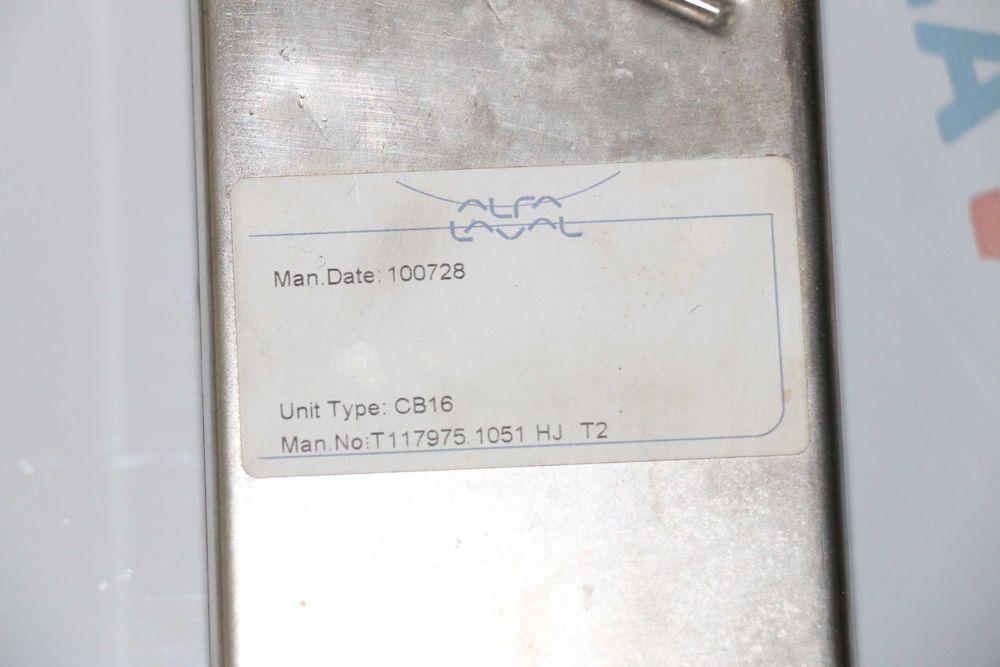 ALFA
LAVAL
Man.Date: 100728
Unit Type: CB16
Man.No:T117975.1051 HJ T2